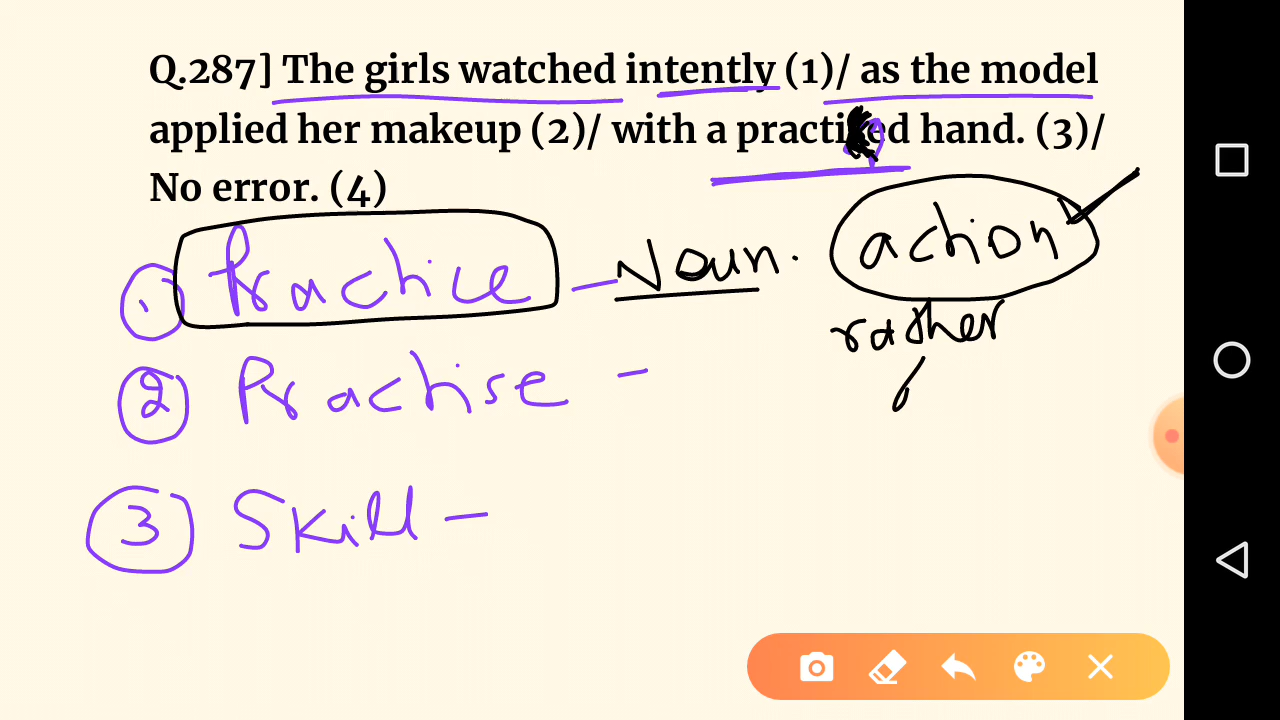 Q.287] The girls watched intently (1)/ as the model
applied her makeup (2)/ with a hand. (3)/
No error. (4)
1) Practice - Noun. action
rather
2) Practise -
3) Skill -